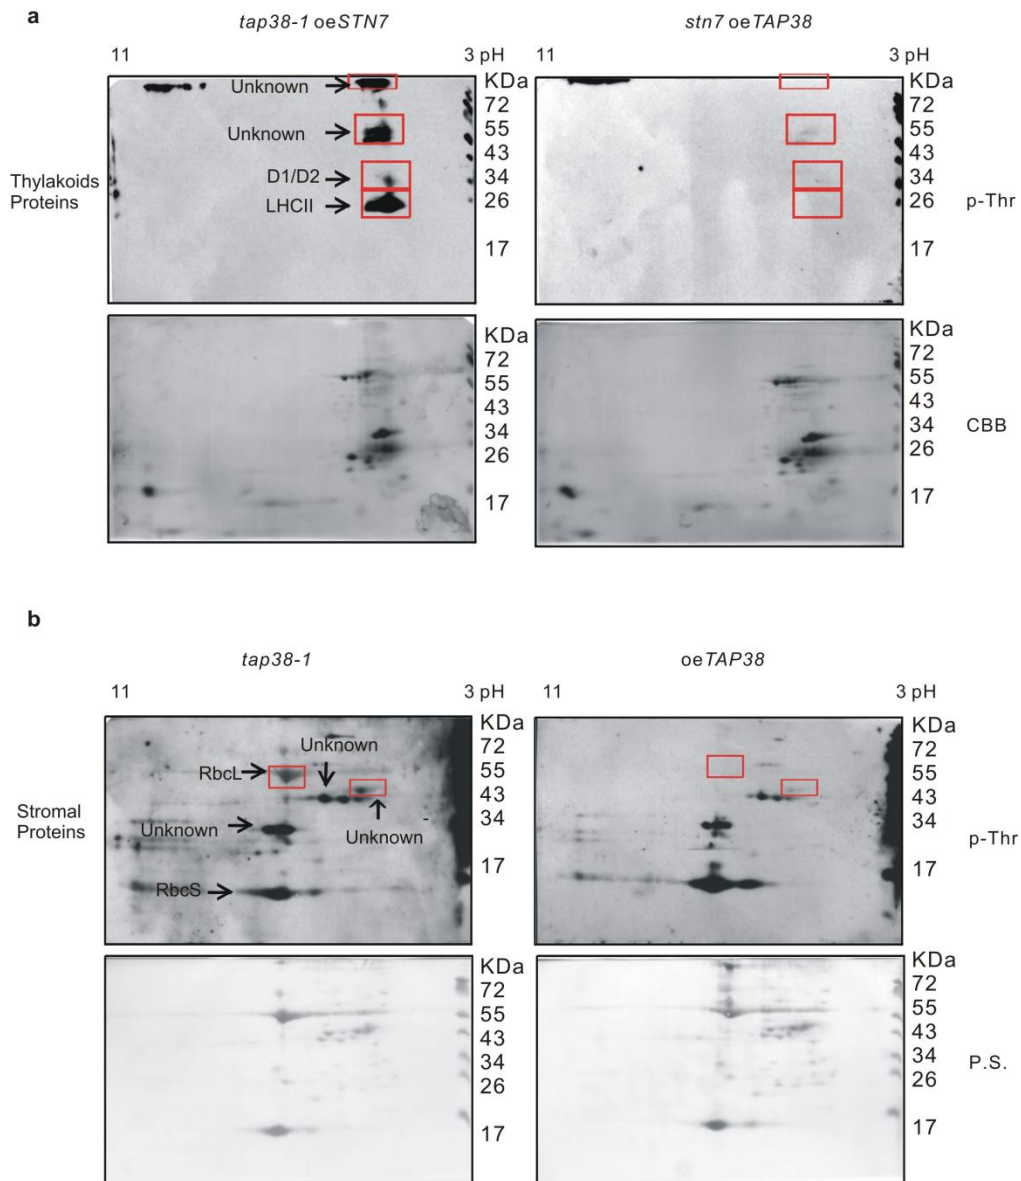 a
tap38-1 oeSTN7
stn7 oeTAP38
11
3 pH
11
3 pH
Thylakoids
Proteins
Unknown
Unknown
D1/D2
LHCII
KDa
72
55
43
34
26
17
KDa
72
55
43
34
26
17
p-Thr
KDa
72
55
43
34
26
17
KDa
72
55
43
34
26
17
CBB
b
tap38-1
oeTAP38
11
3 pH
11
3 pH
Stromal
Proteins
Unknown
RbcL
Unknown
Unknown
RbcS
KDa
72
55
43
34
17
KDa
72
55
43
34
17
p-Thr
KDa
72
55
43
34
26
17
KDa
72
55
43
34
26
17
P.S.